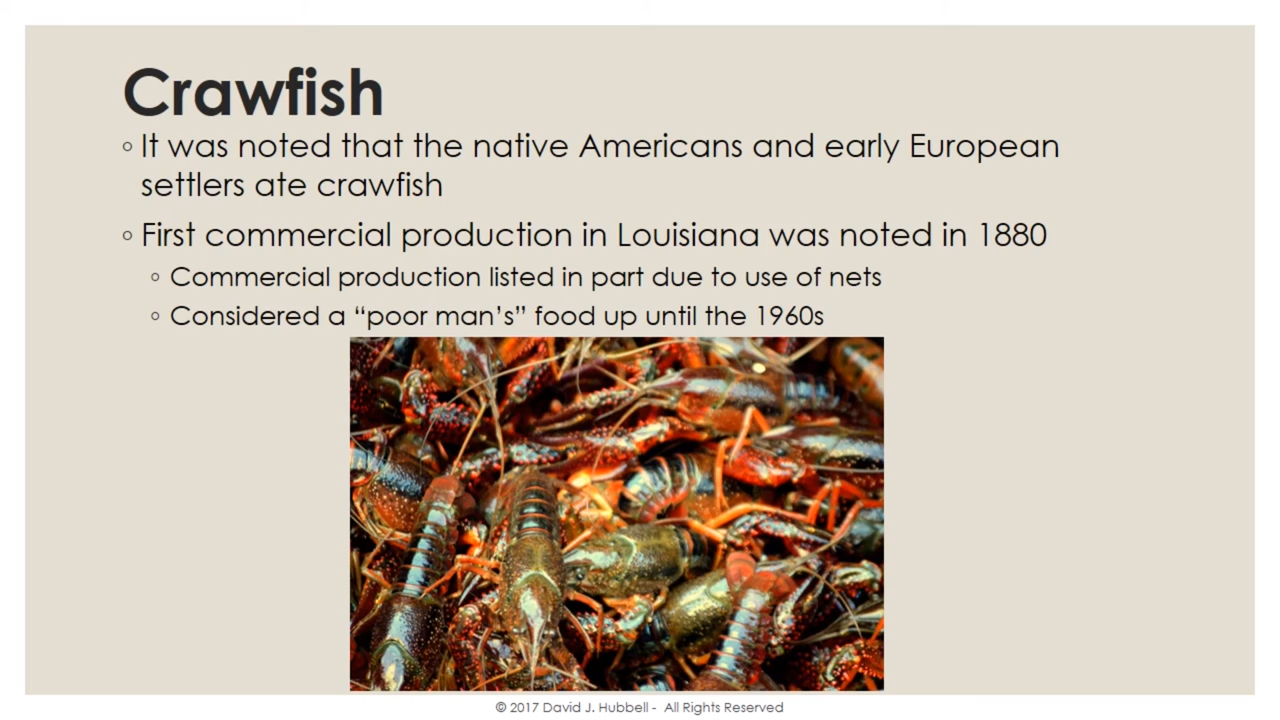 Crawfish
◦ It was noted that the native Americans and early European
settlers ate crawfish
◦ First commercial production in Louisiana was noted in 1880
◦ Commercial production listed in part due to use of nets
◦ Considered a “poor man’s” food up until the 1960s
© 2017 David J. Hubbell - All Rights Reserved